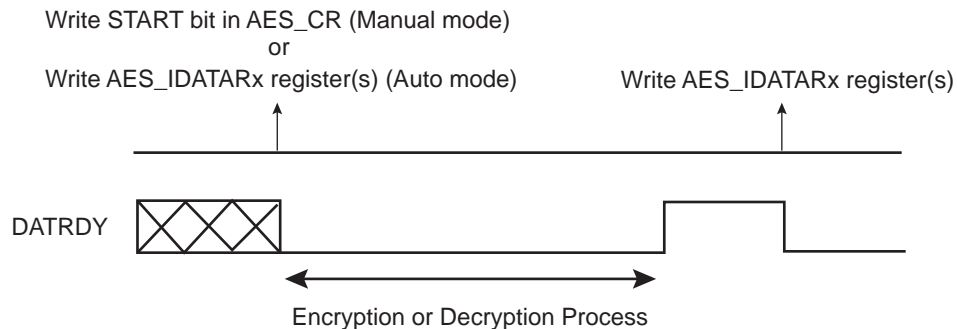 Write START bit in AES_CR (Manual mode)
or
Write AES_IDATARx register(s) (Auto mode)
Write AES_IDATARx register(s)
DATRDY
Encryption or Decryption Process